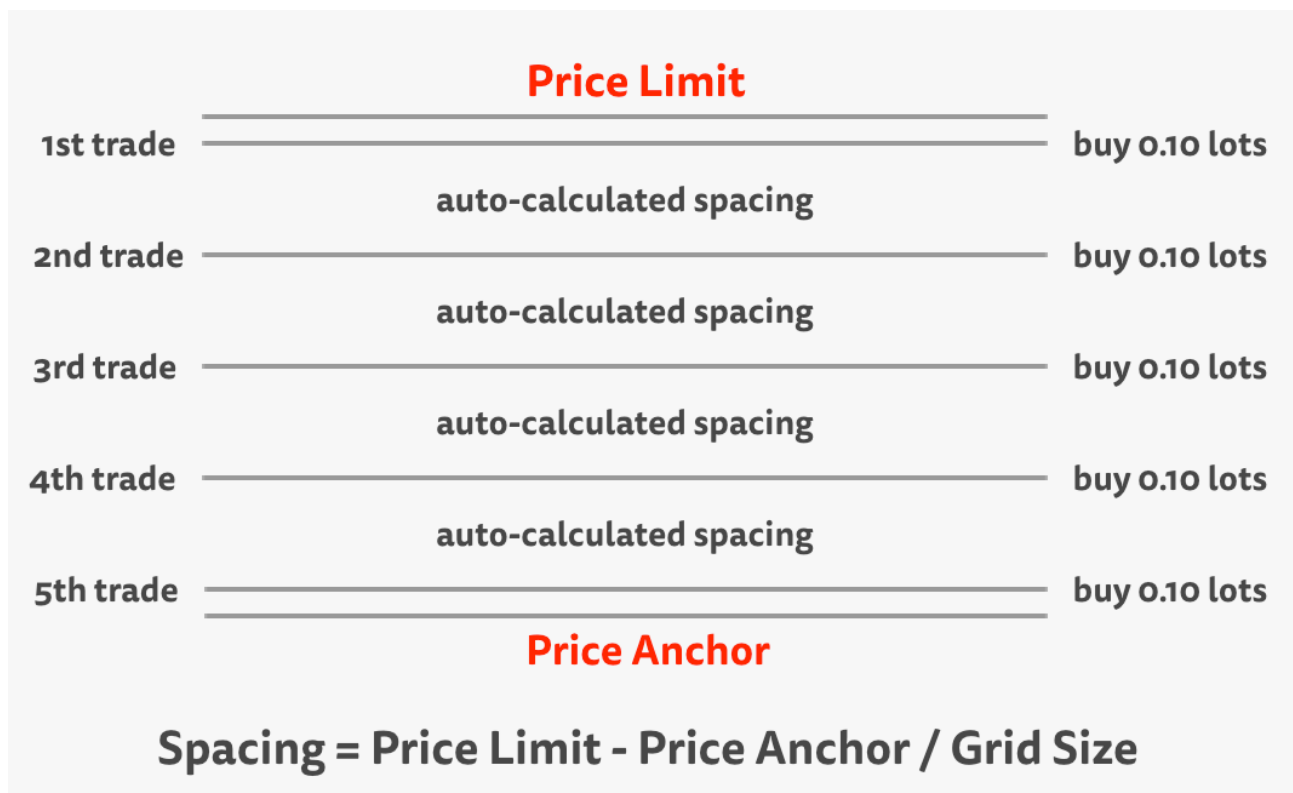 Price Limit
1st trade buy 0.10 lots
auto-calculated spacing
2nd trade buy 0.10 lots
auto-calculated spacing
3rd trade buy 0.10 lots
auto-calculated spacing
4th trade buy 0.10 lots
auto-calculated spacing
5th trade buy 0.10 lots
Price Anchor
Spacing = Price Limit - Price Anchor / Grid Size